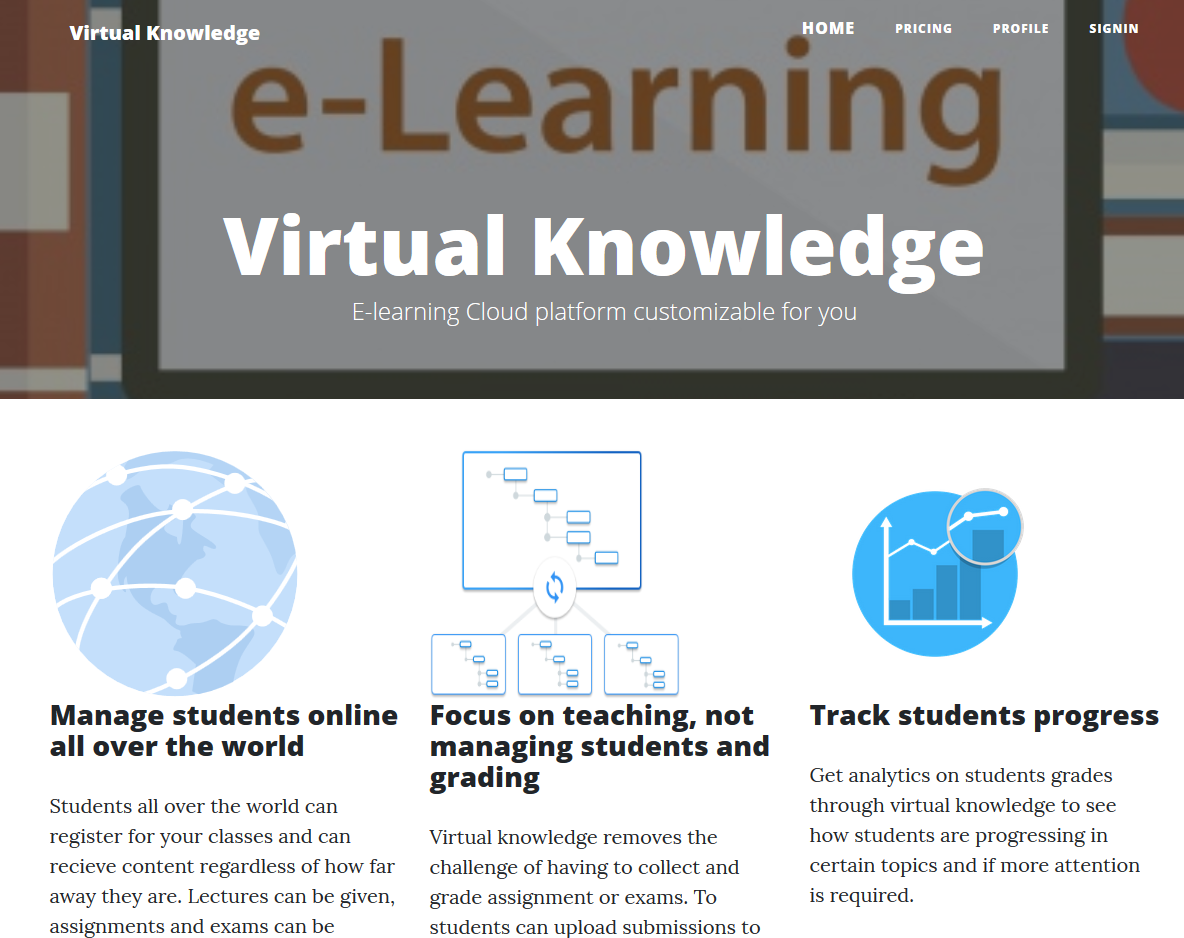 Virtual Knowledge
HOME
PRICING
PROFILE
SIGNIN
e-Learning
Virtual Knowledge
E-learning Cloud platform customizable for you
Manage students online
all over the world
Students all over the world can
register for your classes and can
recieve content regardless of how far
away they are. Lectures can be given,
assignments and exams can be
Focus on teaching, not
managing students and
grading
Virtual knowledge removes the
challenge of having to collect and
grade assignment or exams. To
students can upload submissions to
Track students progress
Get analytics on students grades
through virtual knowledge to see
how students are progressing in
certain topics and if more attention
is required.